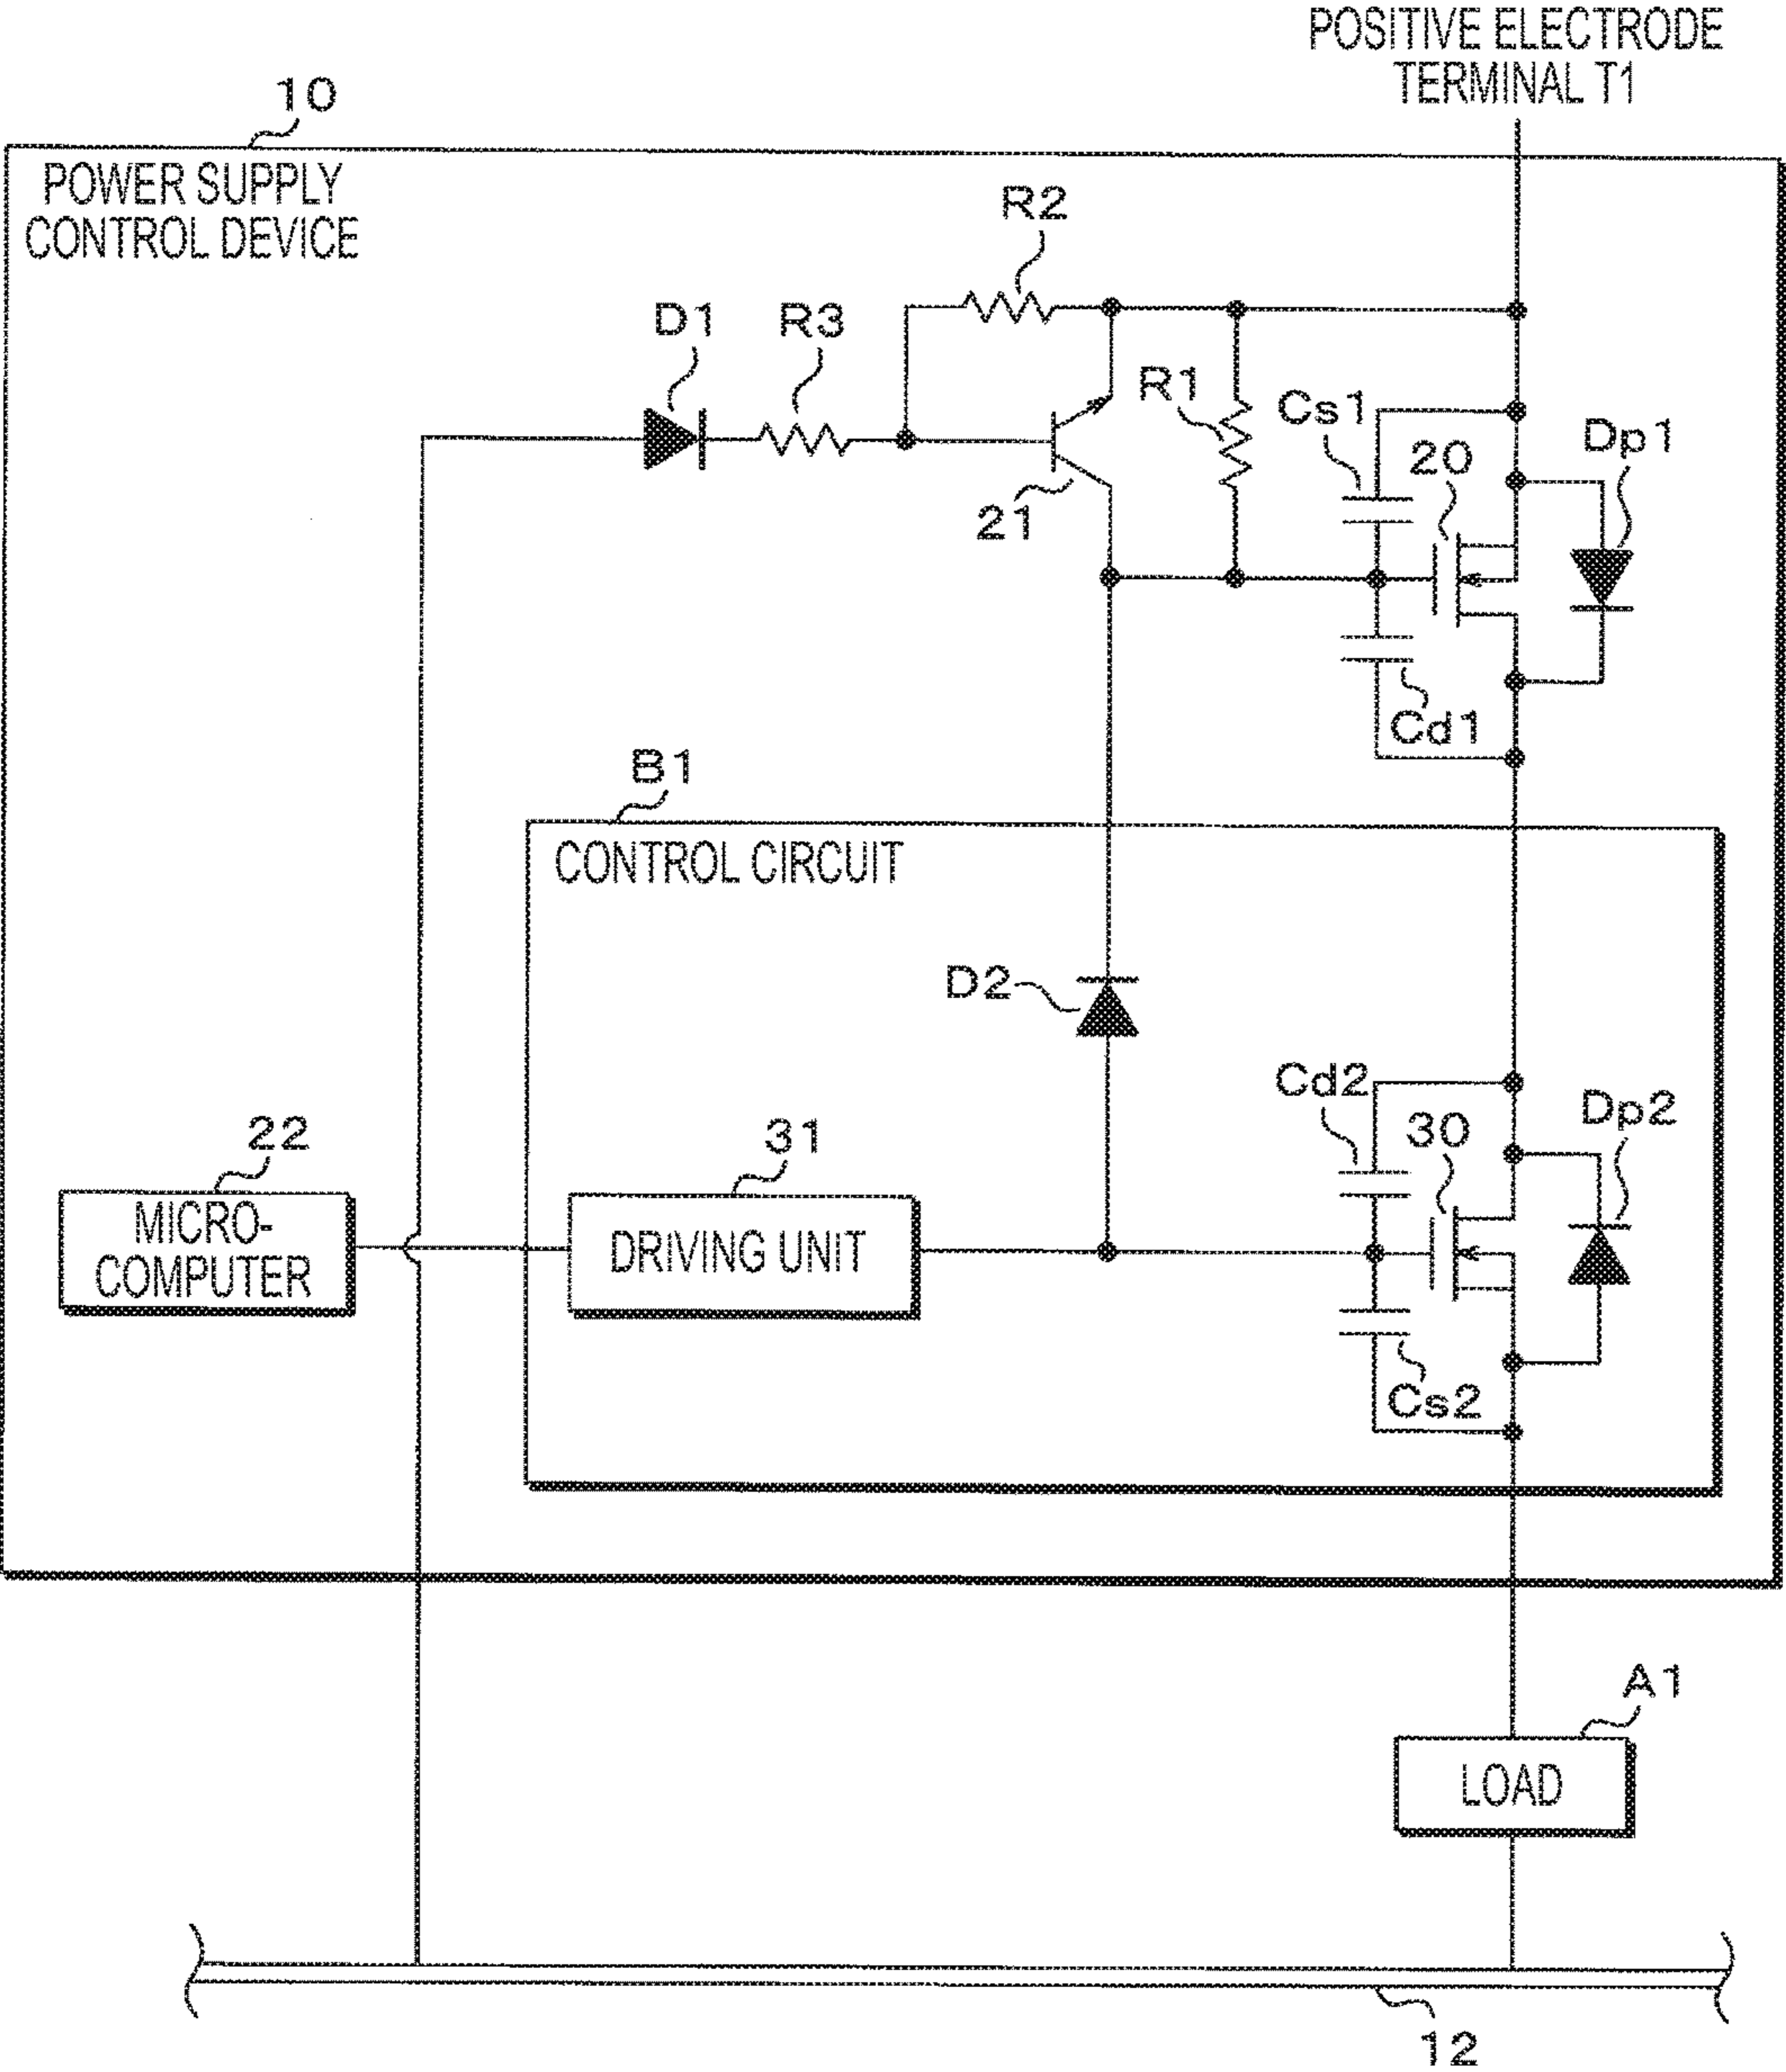 POSITIVE ELECTRODE
TERMINAL T1
10
POWER SUPPLY
CONTROL DEVICE
R2
D1
R3
R1
Cs1
20
Dp1
21
Cd1
B1
CONTROL CIRCUIT
D2
Cd2
30
Dp2
22
MICRO-
COMPUTER
31
DRIVING UNIT
Cs2
A1
LOAD
12